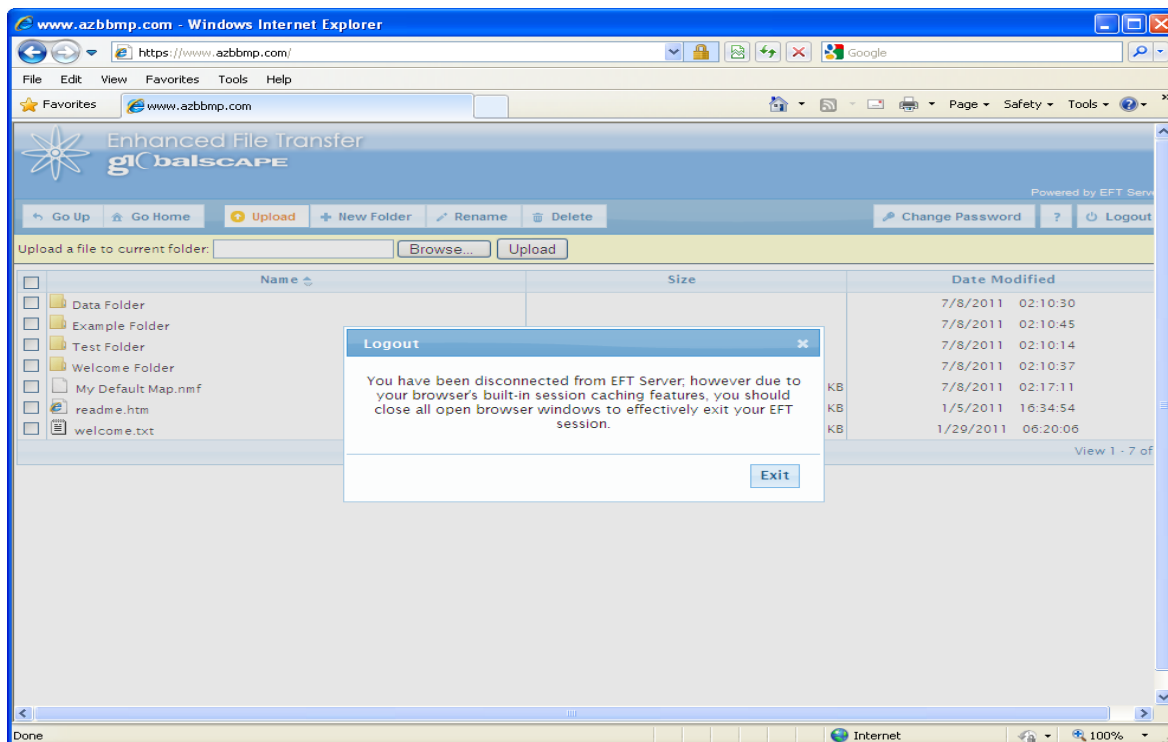 www.azbbmp.com - Windows Internet Explorer
https://www.azbbmp.com/
Google
File Edit View Favorites Tools Help
Favorites www.azbbmp.com Page Safety Tools
Enhanced File Transfer
globalSCAPE
Powered by EFT Serve
Go Up Go Home Upload New Folder Rename Delete Change Password ? Logout
Upload a file to current folder: Browse... Upload
Name Size Date Modified
Data Folder 7/8/2011 02:10:30
Example Folder 7/8/2011 02:10:45
Test Folder 7/8/2011 02:10:14
Welcome Folder 7/8/2011 02:10:37
My Default Map.nmf KB 7/8/2011 02:17:11
readme.htm KB 1/5/2011 16:34:54
welcome.txt KB 1/29/2011 06:20:06
View 1 - 7 of
Logout
You have been disconnected from EFT Server; however due to
your browser's built-in session caching features, you should
close all open browser windows to effectively exit your EFT
session.
Exit
Done Internet 100%